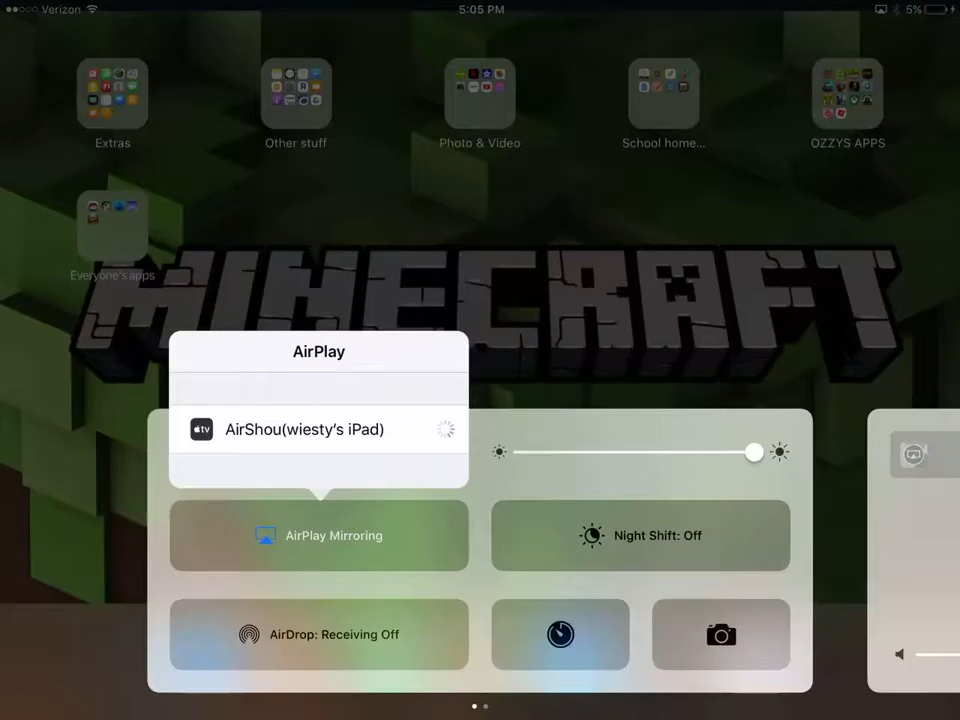 Verizon
5:05 PM
5%
Extras
Other stuff
Photo & Video
School home...
OZZYS APPS
Everyone's apps
MINECRAFT
AirPlay
tv
AirShou(wiesty's iPad)
AirPlay Mirroring
Night Shift: Off
AirDrop: Receiving Off